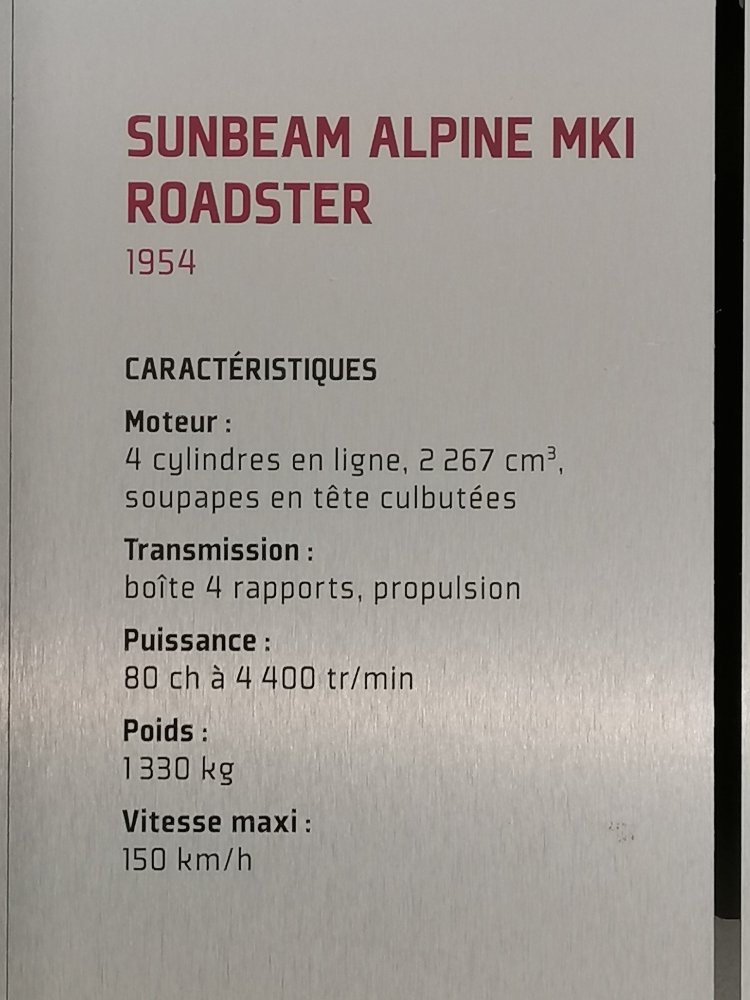 SUNBEAM ALPINE MKI
ROADSTER
1954
CARACTÉRISTIQUES
Moteur :
4 cylindres en ligne, 2 267 cm³,
soupapes en tête culbutées
Transmission :
boîte 4 rapports, propulsion
Puissance :
80 ch à 4 400 tr/min
Poids :
1 330 kg
Vitesse maxi :
150 km/h